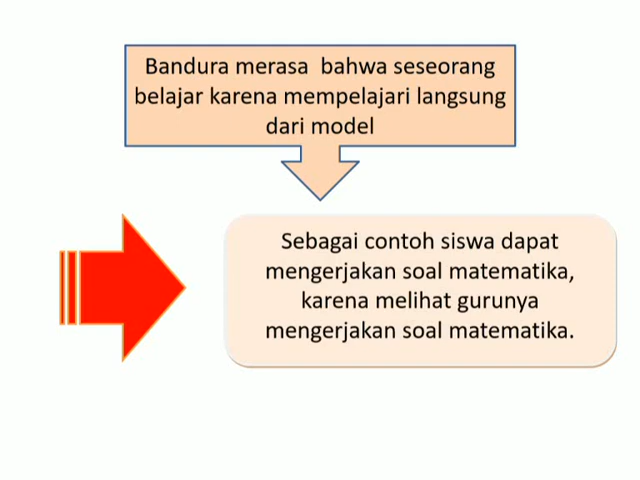 Bandura merasa bahwa seseorang
belajar karena mempelajari langsung
dari model
Sebagai contoh siswa dapat
mengerjakan soal matematika,
karena melihat gurunya
mengerjakan soal matematika.